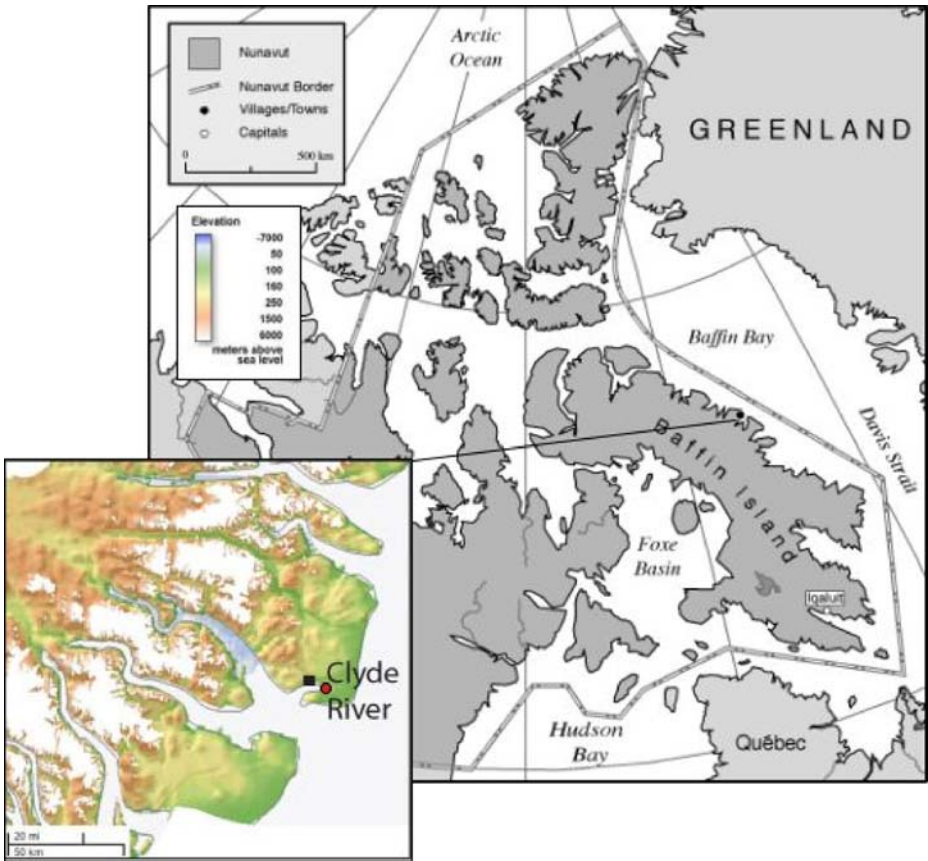 Nunavut
Nunavut Border
Villages/Towns
Capitals
0 500 km
Elevation
-7000
50
100
160
250
1500
6000
meters above
sea level
Arctic
Ocean
GREENLAND
Baffin Bay
Davis Strait
Baffin Island
Foxe
Basin
Iqaluit
Hudson
Bay
Québec
Clyde
River
20 mi
50 km